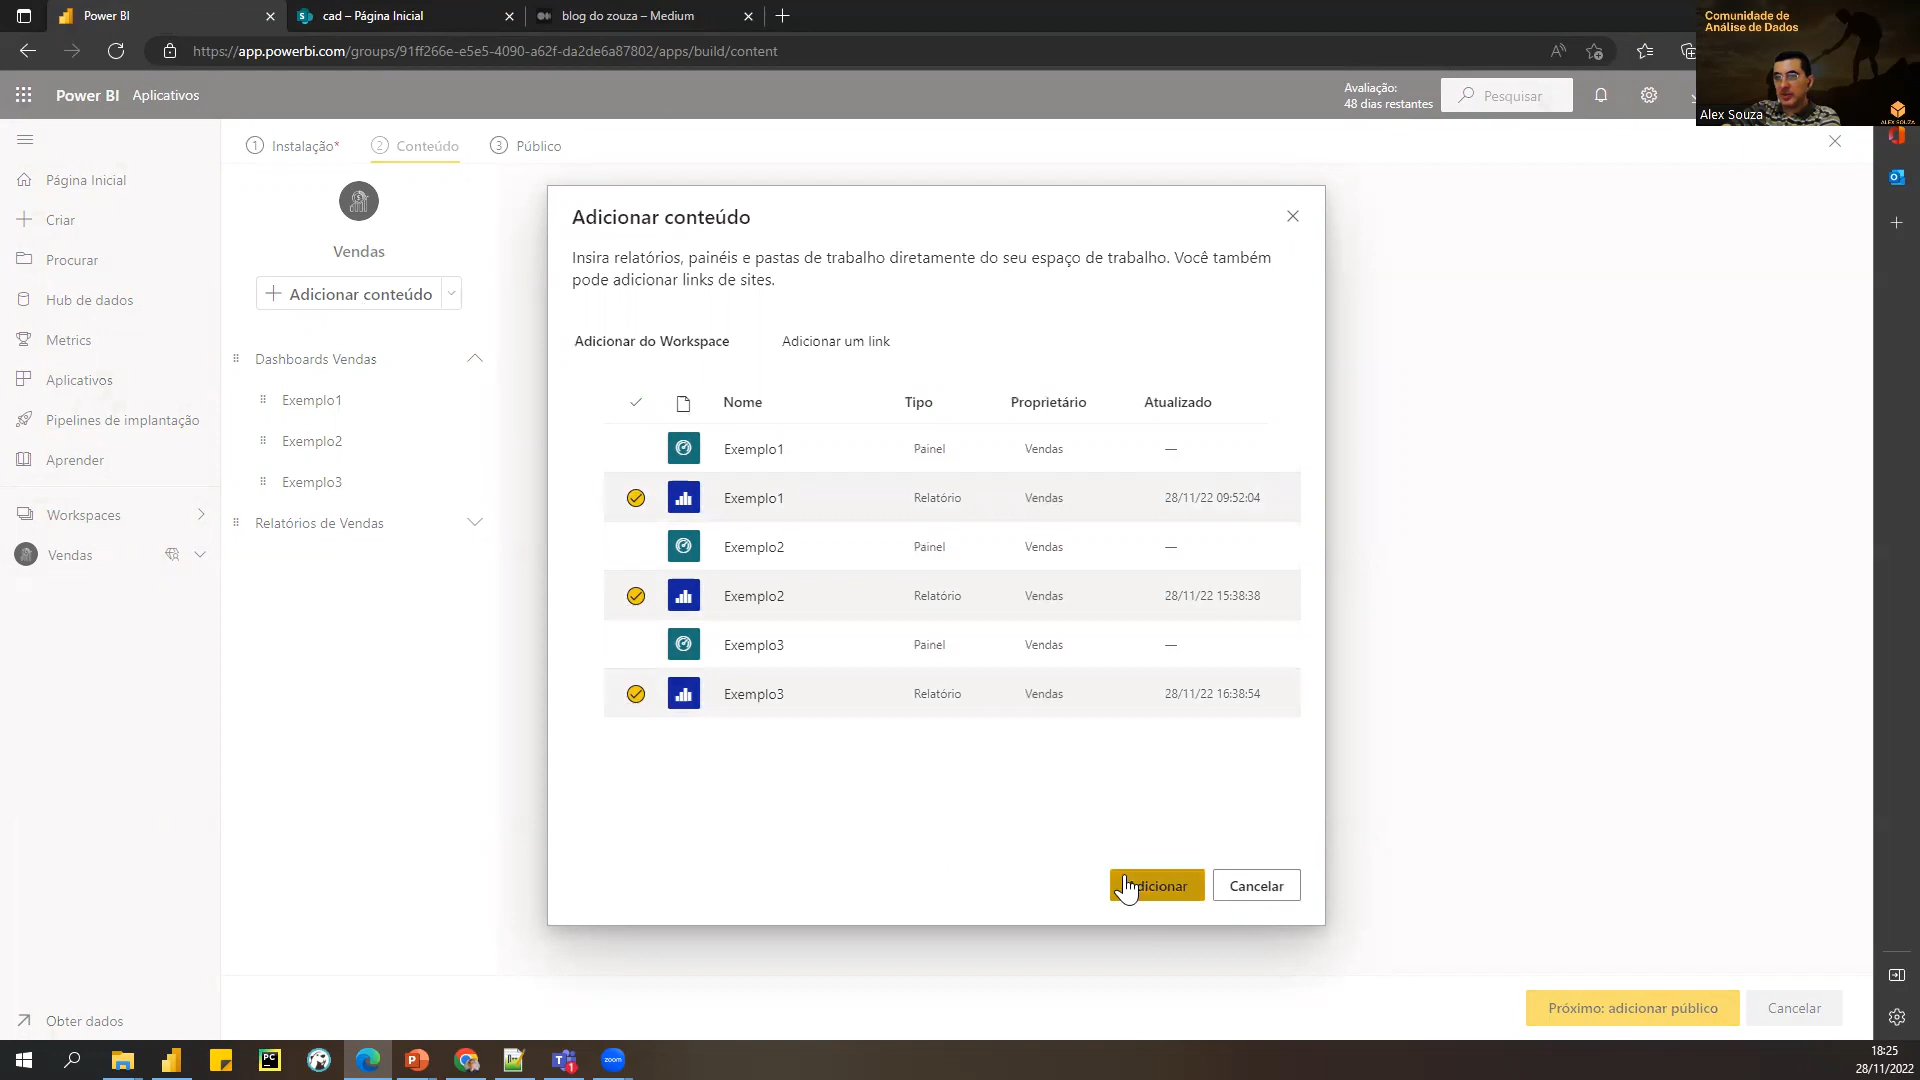 Power BI
cad – Página Inicial
blog do zouza – Medium
https://app.powerbi.com/groups/91ff266e-e5e5-4090-a62f-da2de6a87802/apps/build/content
Comunidade de
Análise de Dados
Alex Souza
ALEX SOUZA
Power BI
Aplicativos
Avaliação:
48 dias restantes
Pesquisar
Página Inicial
Criar
Procurar
Hub de dados
Metrics
Aplicativos
Pipelines de implantação
Aprender
Workspaces
Vendas
Obter dados
1 Instalação*
2 Conteúdo
3 Público
Vendas
Adicionar conteúdo
Dashboards Vendas
Exemplo1
Exemplo2
Exemplo3
Relatórios de Vendas
Adicionar conteúdo
Insira relatórios, painéis e pastas de trabalho diretamente do seu espaço de trabalho. Você também
pode adicionar links de sites.
Adicionar do Workspace
Adicionar um link
Nome Tipo Proprietário Atualizado
Exemplo1 Painel Vendas —
Exemplo1 Relatório Vendas 28/11/22 09:52:04
Exemplo2 Painel Vendas —
Exemplo2 Relatório Vendas 28/11/22 15:38:38
Exemplo3 Painel Vendas —
Exemplo3 Relatório Vendas 28/11/22 16:38:54
dicionar
Cancelar
Próximo: adicionar público
Cancelar
PC
P
T
1
zoom
18:25
28/11/2022